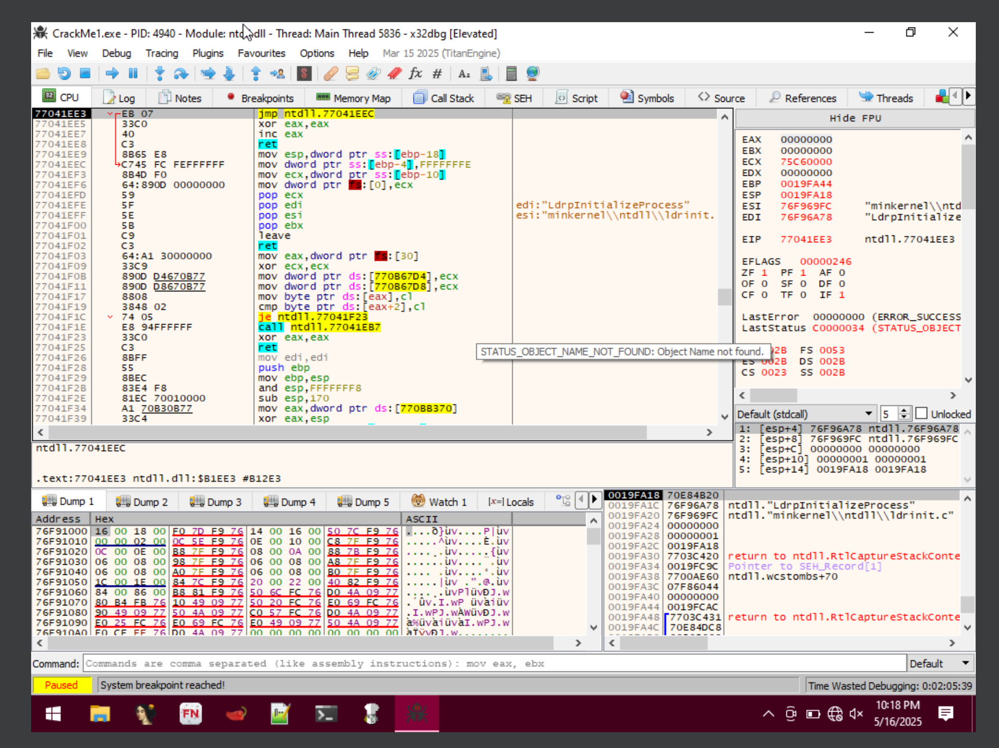 CrackMe1.exe - PID: 4940 - Module: ntdll.dll - Thread: Main Thread 5836 - x32dbg [Elevated]
File View Debug Tracing Plugins Favourites Options Help Mar 15 2025 (TitanEngine)
CPU Log Notes Breakpoints Memory Map Call Stack SEH Script Symbols Source References Threads
77041EE3 EB 07 jmp ntdll.77041EEC
77041EE5 33C0 xor eax,eax
77041EE7 40 inc eax
77041EE8 C3 ret
77041EE9 8B65 E8 mov esp,dword ptr ss:[ebp-18]
77041EEC C745 FC FEFFFFFF mov dword ptr ss:[ebp-4],FFFFFFFE
77041EF3 8B4D F0 mov ecx,dword ptr ss:[ebp-10]
77041EF6 64:890D 00000000 mov dword ptr fs:[0],ecx
77041EFD 59 pop ecx
77041EFE 5F pop edi edi:"LdrpInitializeProcess"
77041EFF 5E pop esi esi:"minkernel\\ntdll\\ldrinit.
77041F00 5B pop ebx
77041F01 C9 leave
77041F02 C3 ret
77041F03 64:A1 30000000 mov eax,dword ptr fs:[30]
77041F09 33C9 xor ecx,ecx
77041F0B 890D D4670B77 mov dword ptr ds:[770B67D4],ecx
77041F11 890D D8670B77 mov dword ptr ds:[770B67D8],ecx
77041F17 8808 mov byte ptr ds:[eax],cl
77041F19 3848 02 cmp byte ptr ds:[eax+2],cl
77041F1C 74 05 je ntdll.77041F23
77041F1E E8 94FFFFFF call ntdll.77041EB7
77041F23 33C0 xor eax,eax
77041F25 C3 ret
77041F26 8BFF mov edi,edi
77041F28 55 push ebp
77041F29 8BEC mov ebp,esp
77041F2B 83E4 F8 and esp,FFFFFFF8
77041F2E 81EC 70010000 sub esp,170
77041F34 A1 70B30B77 mov eax,dword ptr ds:[770BB370]
77041F39 33C4 xor eax,esp
Hide FPU
EAX 00000000
EBX 00000000
ECX 75C60000
EDX 00000000
EBP 0019FA44
ESP 0019FA18
ESI 76F969FC "minkernel\\ntd
EDI 76F96A78 "LdrpInitialize
EIP 77041EE3 ntdll.77041EE3
EFLAGS 00000246
ZF 1 PF 1 AF 0
OF 0 SF 0 DF 0
CF 0 TF 0 IF 1
LastError 00000000 (ERROR_SUCCESS
LastStatus C0000034 (STATUS_OBJECT
STATUS_OBJECT_NAME_NOT_FOUND: Object Name not found.
2B FS 0053
ES 002B DS 002B
CS 0023 SS 002B
Default (stdcall) 5 Unlocked
1: [esp+4] 76F96A78 ntdll.76F96A78
2: [esp+8] 76F969FC ntdll.76F969FC
3: [esp+C] 00000000 00000000
4: [esp+10] 00000001 00000001
5: [esp+14] 0019FA18 0019FA18
ntdll.77041EEC
.text:77041EE3 ntdll.dll:$B1EE3 #B12E3
Dump 1 Dump 2 Dump 3 Dump 4 Dump 5 Watch 1 [x=] Locals
Address Hex ASCII
76F91000 16 00 18 00 F0 7D F9 76 14 00 16 00 50 7C F9 76 ....ð}ùv....P|ùv
76F91010 00 00 02 00 0C 5E F9 76 0E 00 10 00 C8 7F F9 76 .....^ùv....È.ùv
76F91020 0C 00 0E 00 B8 7F F9 76 08 00 0A 00 88 7B F9 76
76F91030 06 00 08 00 98 7F F9 76 06 00 08 00 A8 7F F9 76
76F91040 06 00 08 00 A0 7F F9 76 06 00 08 00 B0 7F F9 76
76F91050 1C 00 1E 00 84 7C F9 76 20 00 22 00 40 82 F9 76
76F91060 84 00 86 00 B8 81 F9 76 50 6C FC 76 D0 4A 09 77
76F91070 80 B4 FB 76 10 49 09 77 50 20 FC 76 E0 69 FC 76
76F91080 90 49 09 77 50 4A 09 77 C0 57 FC 76 D0 4A 09 77
76F91090 E0 25 FC 76 E0 69 FC 76 E0 49 09 77 50 4A 09 77
76F910A0 F0 CF FF 76 D0 4A 09 77 00 00 00 00 00 00 00 00
0019FA18 70E84B20
0019FA1C 76F96A78 ntdll."LdrpInitializeProcess"
0019FA20 76F969FC ntdll."minkernel\\ntdll\\ldrinit.c"
0019FA24 00000000
0019FA28 00000001
0019FA2C 0019FA18
0019FA30 7703C420 return to ntdll.RtlCaptureStackConte
0019FA34 0019FC9C Pointer to SEH_Record[1]
0019FA38 7700AE60 ntdll.wcstombs+70
0019FA3C 07F86044
0019FA40 00000000
0019FA44 0019FCAC
0019FA48 7703C431 return to ntdll.RtlCaptureStackConte
0019FA4C 70E84DC8
Command: Commands are comma separated (like assembly instructions): mov eax, ebx Default
Paused System breakpoint reached! Time Wasted Debugging: 0:02:05:39
FN
10:18 PM
5/16/2025